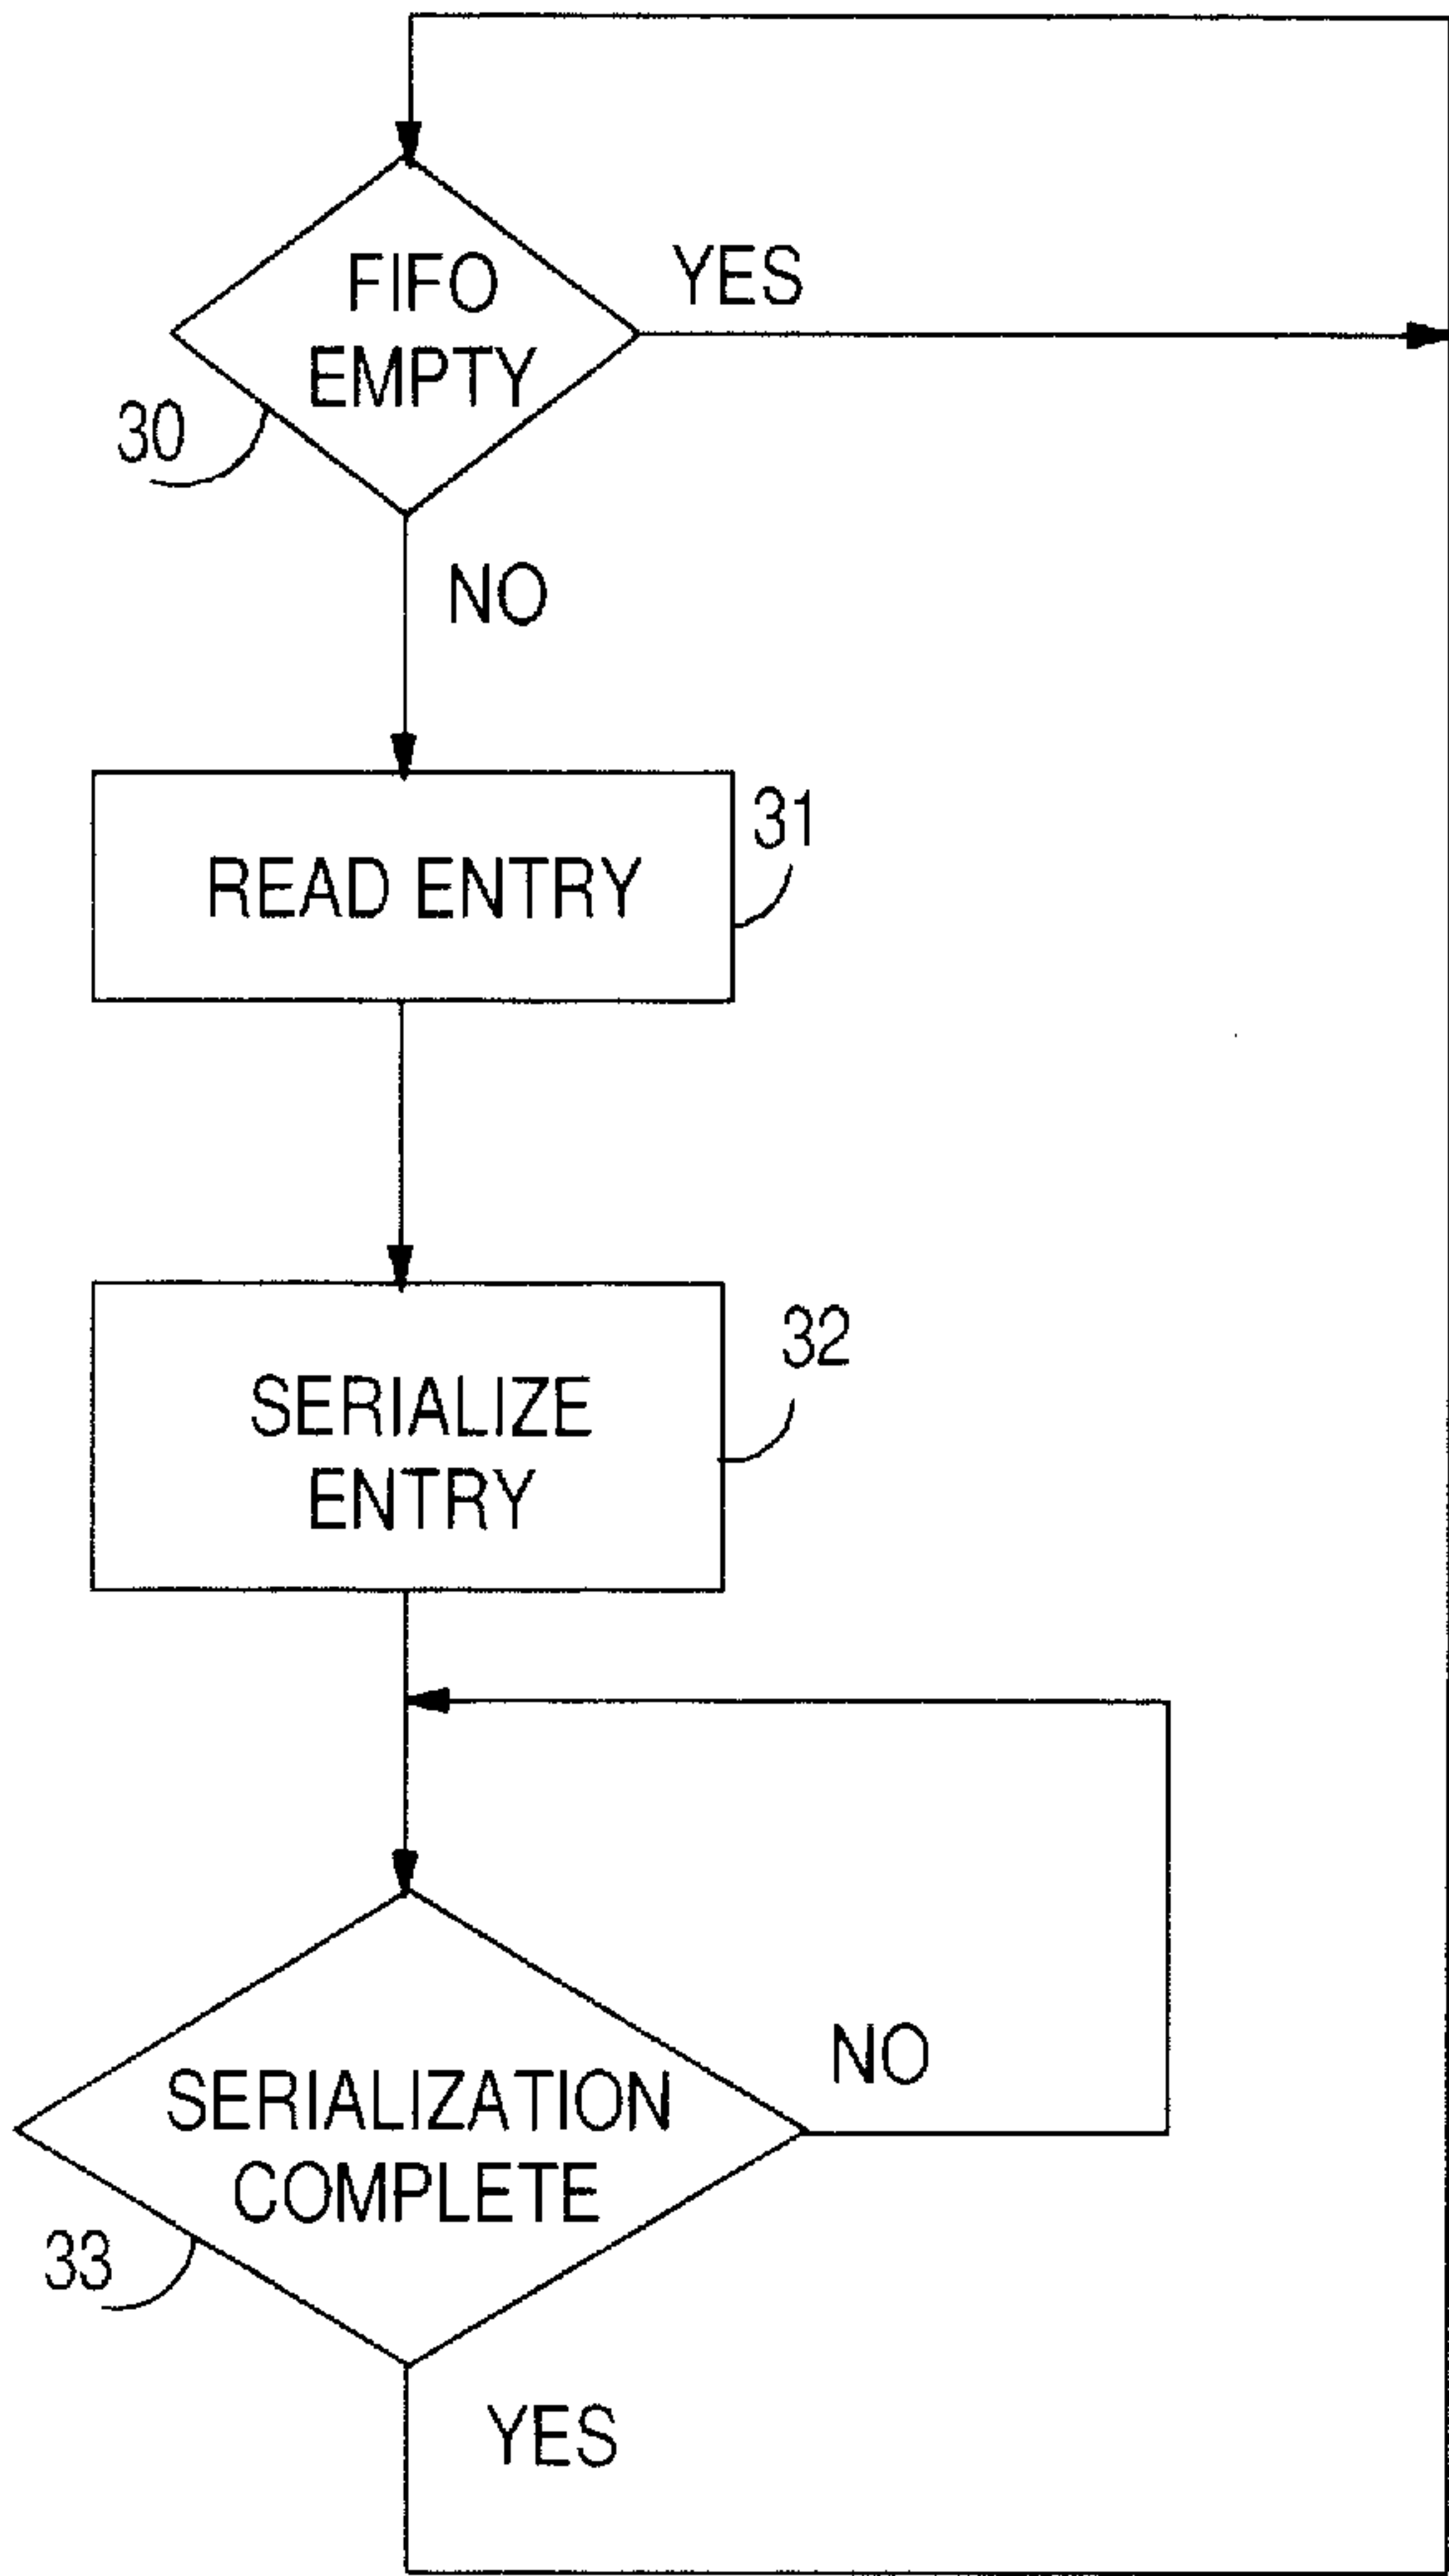 FIFO
EMPTY
YES
30
NO
READ ENTRY
31
SERIALIZE
ENTRY
32
SERIALIZATION
COMPLETE
NO
33
YES